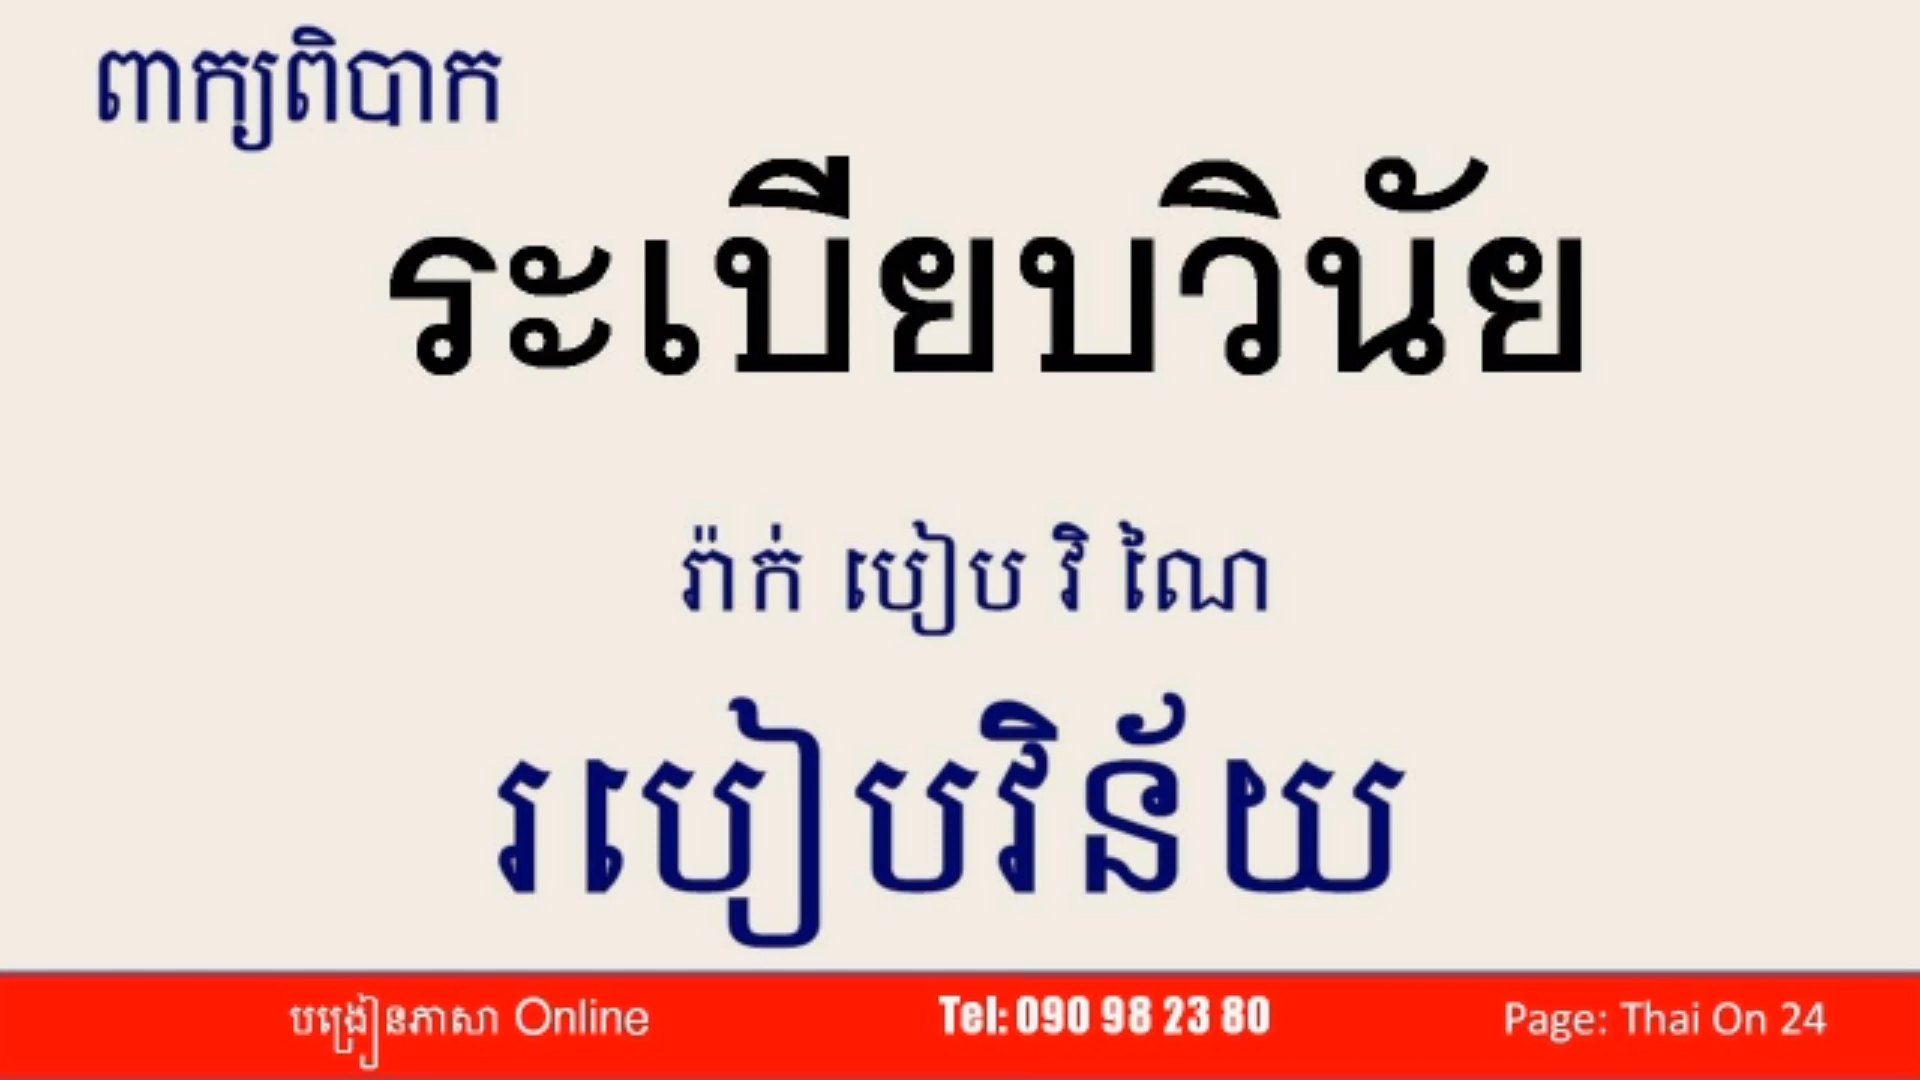 ពាក្យពិបាក
ระเบียบวินัย
រ៉ាក់ បៀប វិ ណៃ
របៀបវិន័យ
បង្រៀនភាសា Online
Tel: 090 98 23 80
Page: Thai On 24